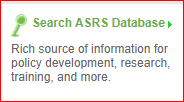 Search ASRS Database
Rich source of information for
policy development, research,
training, and more.